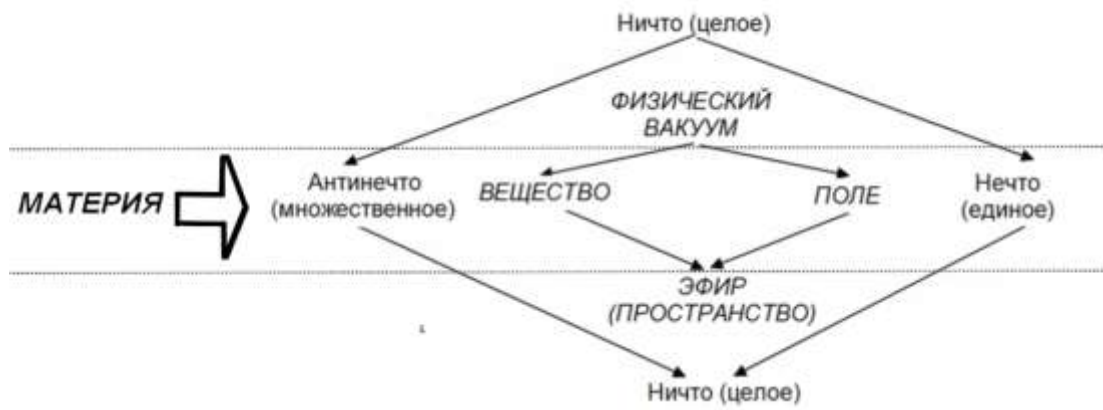 Ничто (целое)
ФИЗИЧЕСКИЙ
ВАКУУМ
МАТЕРИЯ
Антинечто
(множественное)
ВЕЩЕСТВО
ПОЛЕ
Нечто
(единое)
ЭФИР
(ПРОСТРАНСТВО)
Ничто (целое)